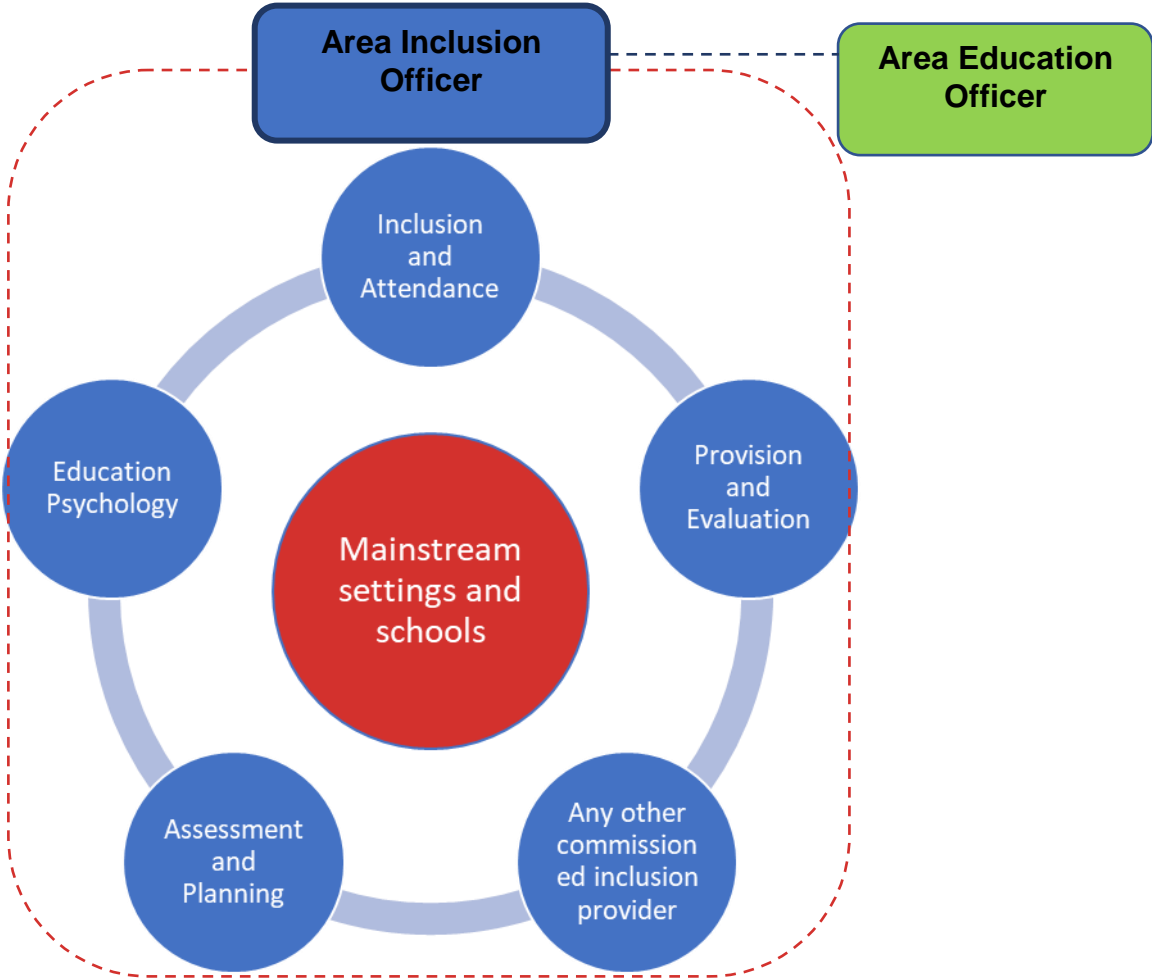 Area Inclusion
Officer
Area Education
Officer
Inclusion
and
Attendance
Education
Psychology
Provision
and
Evaluation
Mainstream
settings and
schools
Assessment
and
Planning
Any other
commission
ed inclusion
provider